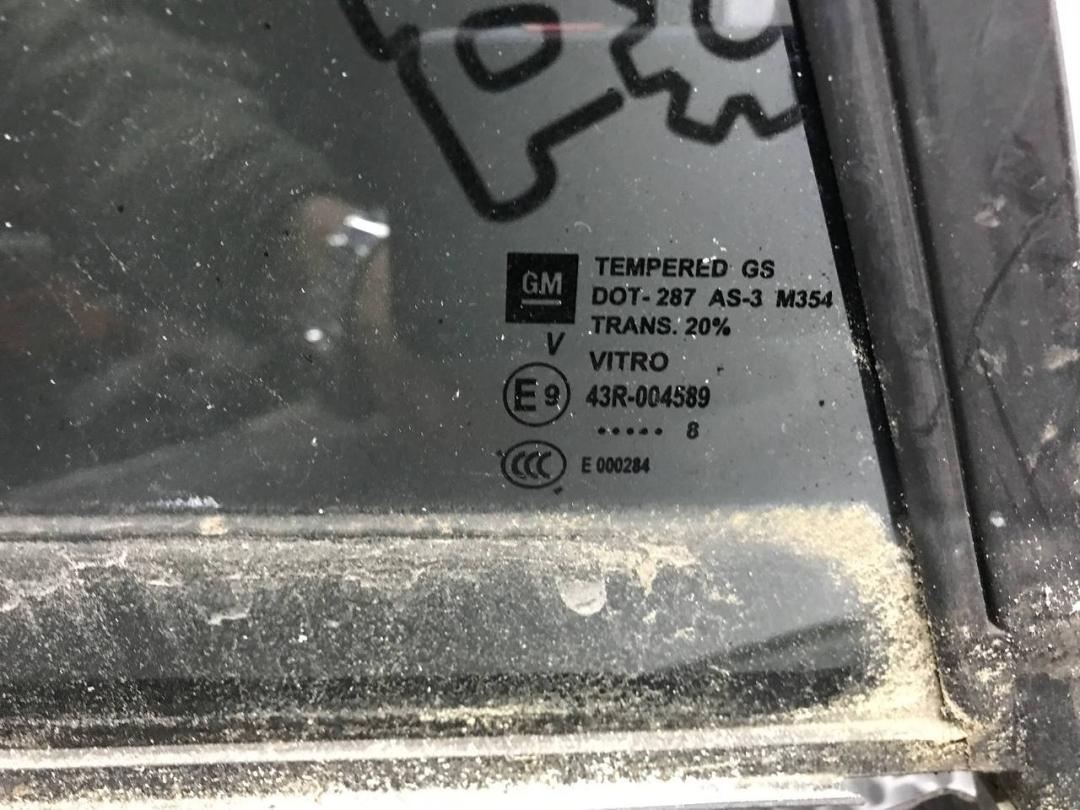 GM
TEMPERED GS
DOT-287 AS-3 M354
TRANS. 20%
V
VITRO
E9 43R-004589
..... 8
CCC E 000284